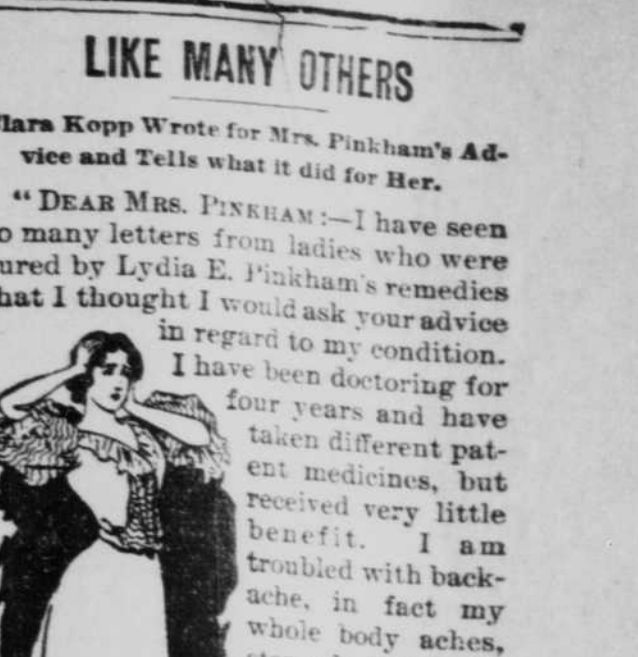 LIKE MANY OTHERS
lara Kopp Wrote for Mrs. Pinkham's Ad-
vice and Tells what it did for Her.
" DEAR MRS. PINKHAM :—I have seen
o many letters from ladies who were
ured by Lydia E. Pinkham's remedies
hat I thought I would ask your advice
in regard to my condition.
I have been doctoring for
four years and have
taken different pat-
ent medicines, but
received very little
benefit. I am
troubled with back-
ache, in fact my
whole body aches,